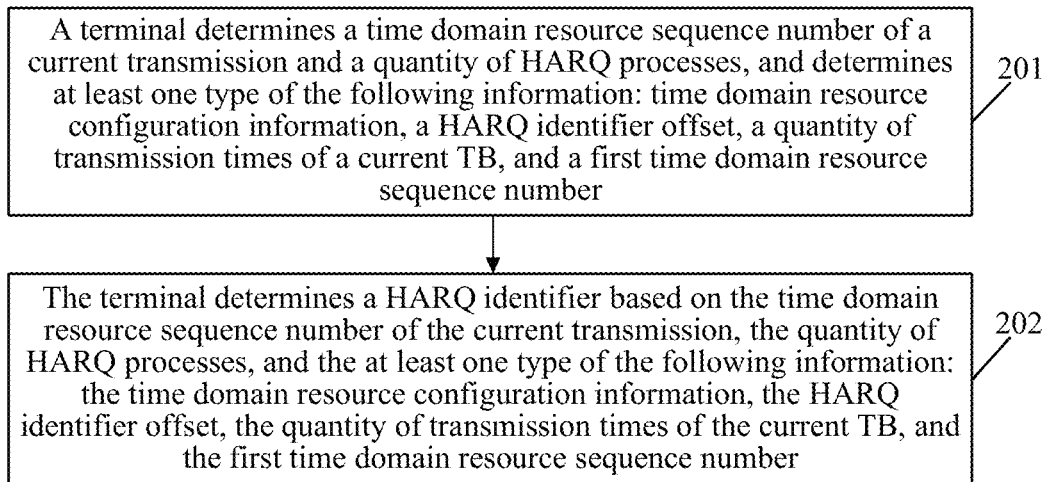 A terminal determines a time domain resource sequence number of a
current transmission and a quantity of HARQ processes, and determines
at least one type of the following information: time domain resource
configuration information, a HARQ identifier offset, a quantity of
transmission times of a current TB, and a first time domain resource
sequence number
201
The terminal determines a HARQ identifier based on the time domain
resource sequence number of the current transmission, the quantity of
HARQ processes, and the at least one type of the following information:
the time domain resource configuration information, the HARQ
identifier offset, the quantity of transmission times of the current TB, and
the first time domain resource sequence number
202